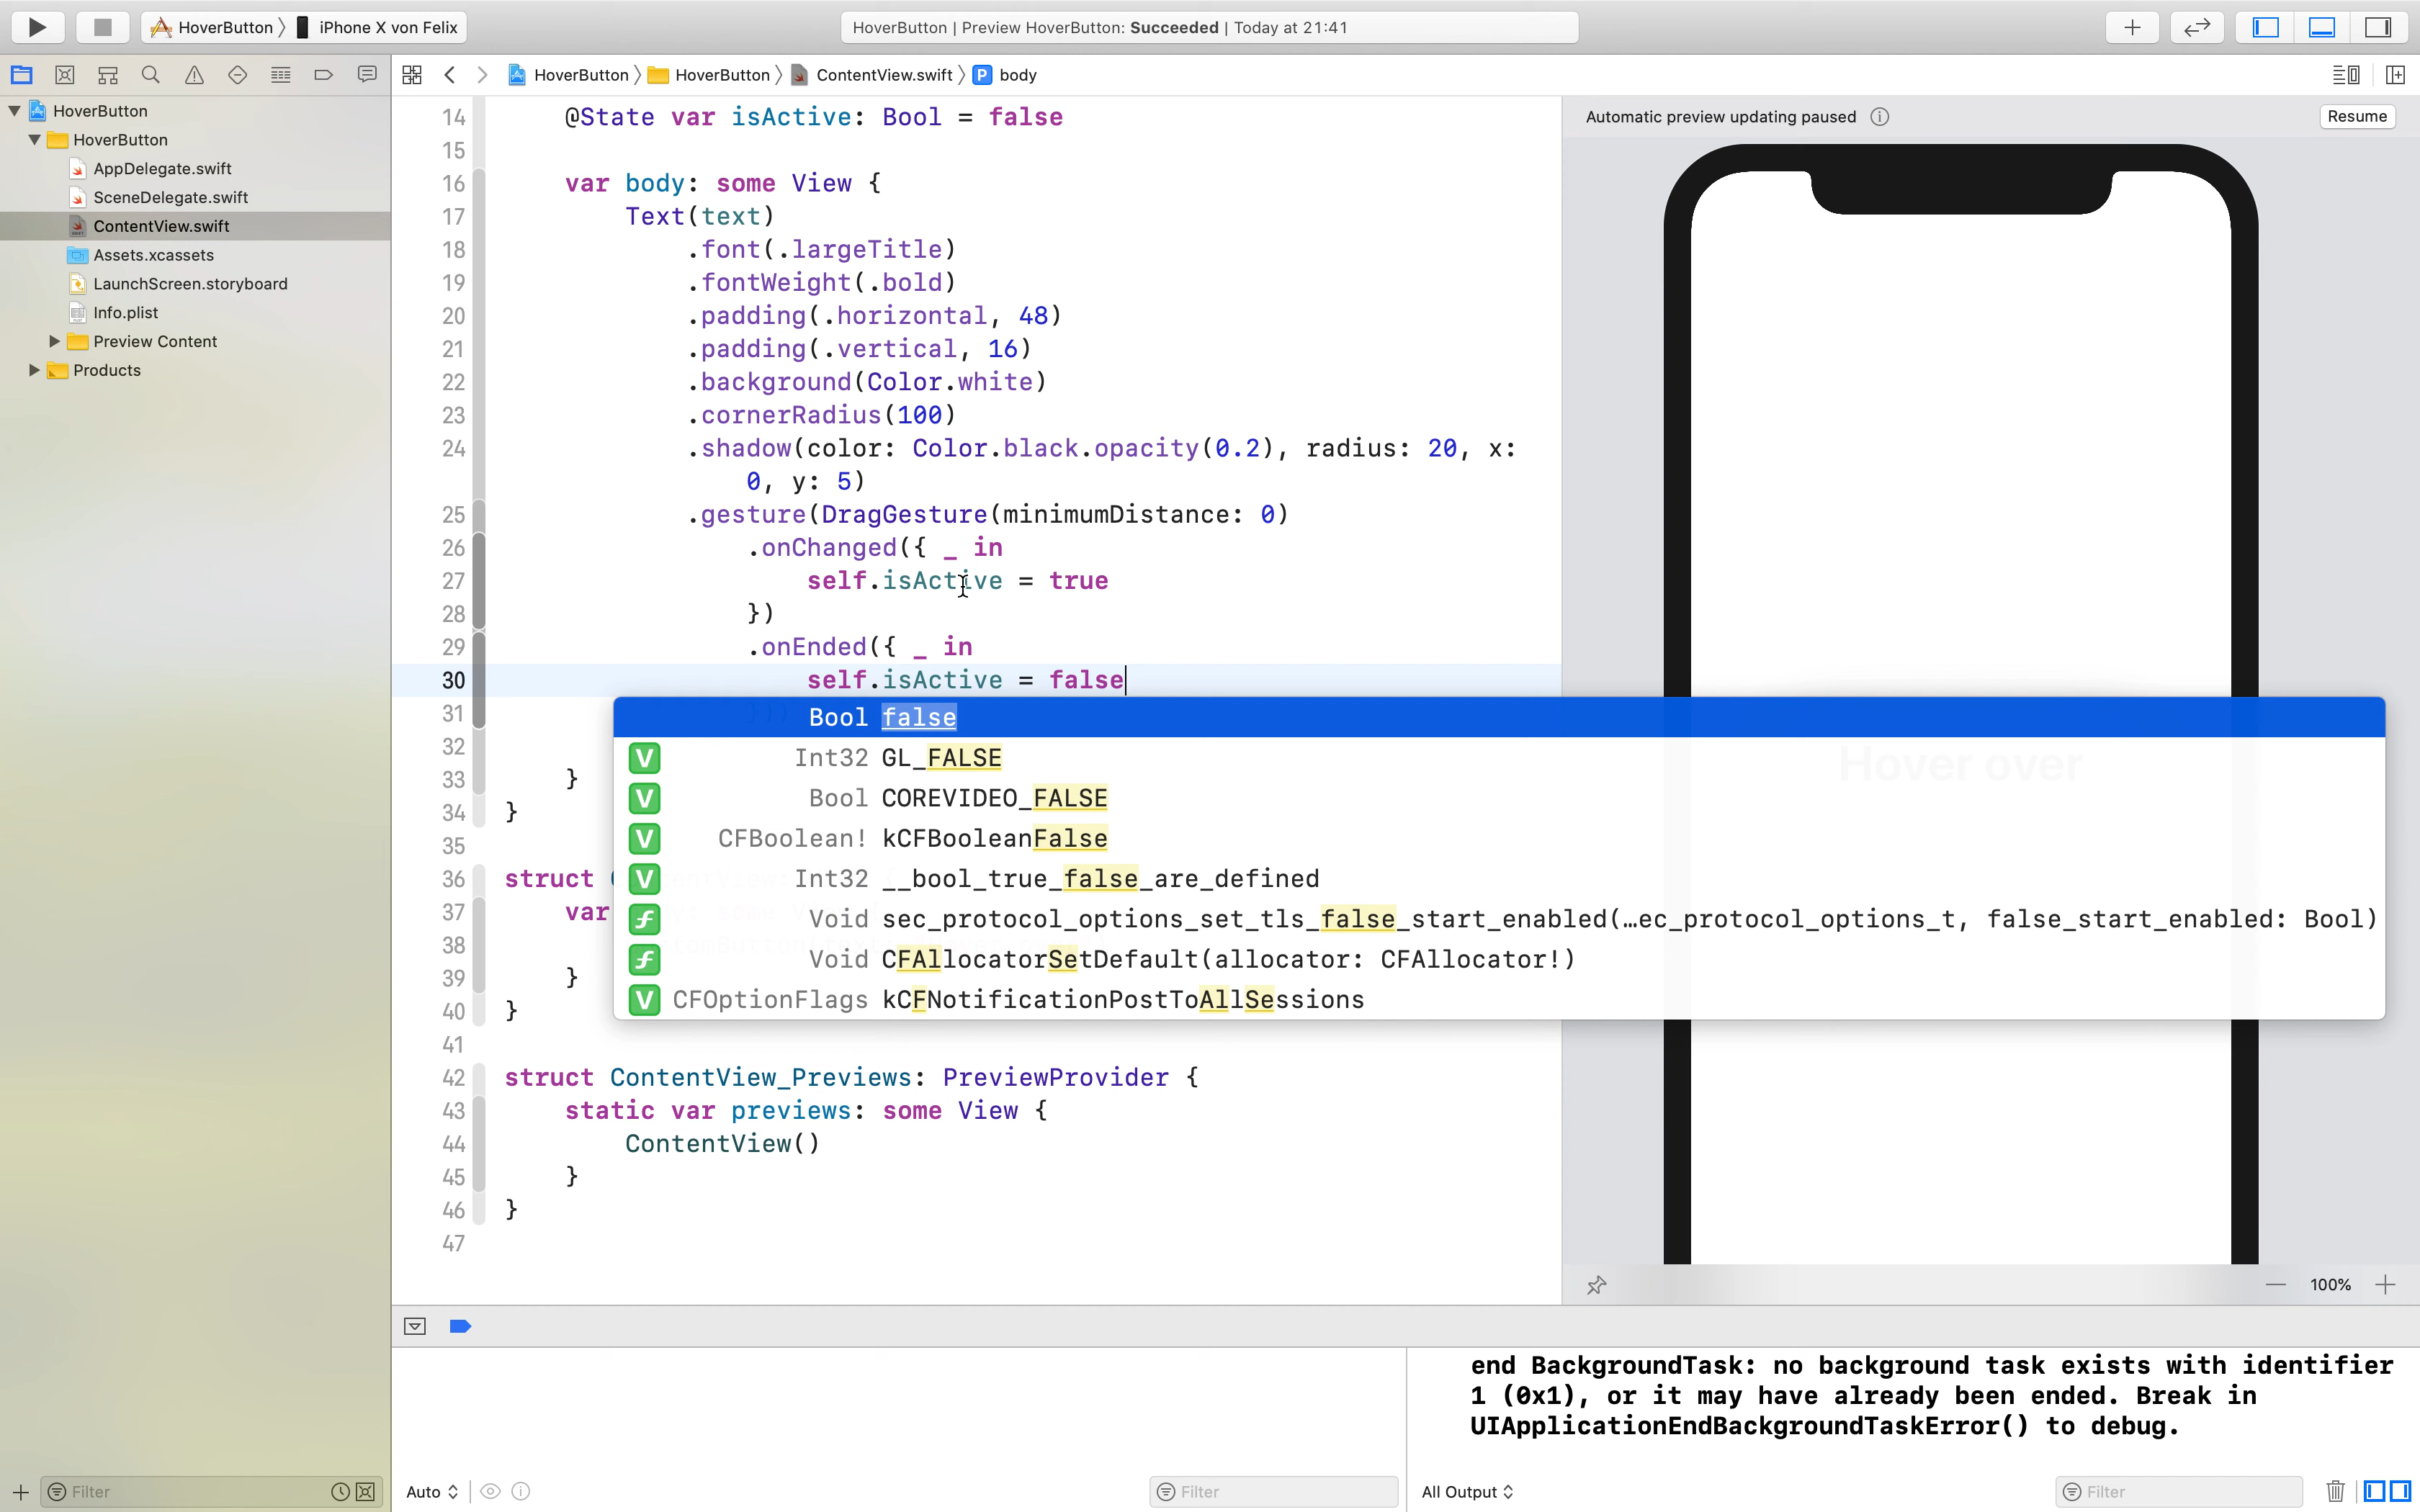 HoverButton
iPhone X von Felix
HoverButton | Preview HoverButton: Succeeded | Today at 21:41
HoverButton
HoverButton
ContentView.swift
P body
HoverButton
HoverButton
AppDelegate.swift
SceneDelegate.swift
ContentView.swift
Assets.xcassets
LaunchScreen.storyboard
Info.plist
Preview Content
Products
14 @State var isActive: Bool = false
15
16 var body: some View {
17 Text(text)
18 .font(.largeTitle)
19 .fontWeight(.bold)
20 .padding(.horizontal, 48)
21 .padding(.vertical, 16)
22 .background(Color.white)
23 .cornerRadius(100)
24 .shadow(color: Color.black.opacity(0.2), radius: 20, x:
0, y: 5)
25 .gesture(DragGesture(minimumDistance: 0)
26 .onChanged({ _ in
27 self.isActive = true
28 })
29 .onEnded({ _ in
30 self.isActive = false
31
32
33 }
34 }
35
36 struct
37 var
38
39 }
40 }
41
42 struct ContentView_Previews: PreviewProvider {
43 static var previews: some View {
44 ContentView()
45 }
46 }
47
Bool false
V Int32 GL_FALSE
V Bool COREVIDEO_FALSE
V CFBoolean! kCFBooleanFalse
V Int32 __bool_true_false_are_defined
f Void sec_protocol_options_set_tls_false_start_enabled(…ec_protocol_options_t, false_start_enabled: Bool)
f Void CFAllocatorSetDefault(allocator: CFAllocator!)
V CFOptionFlags kCFNotificationPostToAllSessions
Automatic preview updating paused
Resume
Hover over
100%
end BackgroundTask: no background task exists with identifier
1 (0x1), or it may have already been ended. Break in
UIApplicationEndBackgroundTaskError() to debug.
Filter
Auto
Filter
All Output
Filter